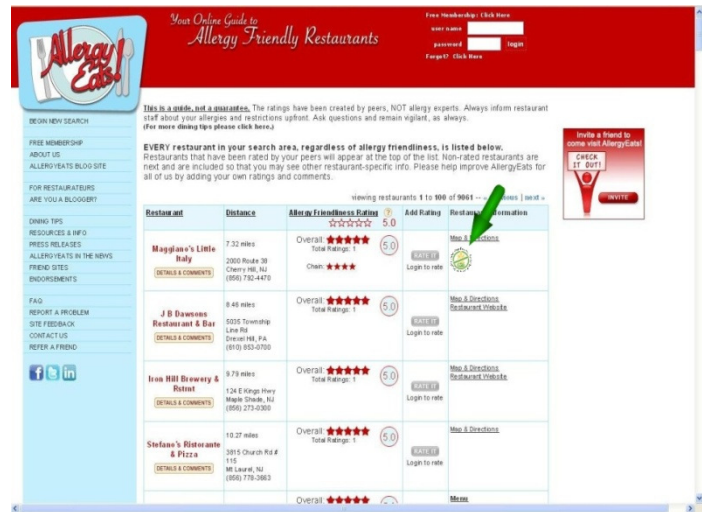 Allergy Eats!
Your Online Guide to
Allergy Friendly Restaurants
Free Membership: Click Here
user name
password
login
Forgot? Click Here
BEGIN NEW SEARCH
FREE MEMBERSHIP
ABOUT US
ALLERGYEATS BLOG SITE
FOR RESTAURATEURS
ARE YOU A BLOGGER?
DINING TIPS
RESOURCES & INFO
PRESS RELEASES
ALLERGYEATS IN THE NEWS
FRIEND SITES
ENDORSEMENTS
FAQ
REPORT A PROBLEM
SITE FEEDBACK
CONTACT US
REFER A FRIEND
This is a guide, not a guarantee. The ratings have been created by peers, NOT allergy experts. Always inform restaurant
staff about your allergies and restrictions upfront. Ask questions and remain vigilant, as always.
(For more dining tips please click here.)
EVERY restaurant in your search area, regardless of allergy friendliness, is listed below.
Restaurants that have been rated by your peers will appear at the top of the list. Non-rated restaurants are
next and are included so that you may see other restaurant-specific info. Please help improve AllergyEats for
all of us by adding your own ratings and comments.
viewing restaurants 1 to 100 of 9061 -- next »
Restaurant Distance Allergy Friendliness Rating ? 5.0 Add Rating
Maggiano's Little
Italy
DETAILS & COMMENTS
7.32 miles
2000 Route 38
Cherry Hill, NJ
(856) 792-4470
Overall:
Total Ratings: 1
Chain:
5.0
RATE IT
Login to rate
Map & Directions
J B Dawsons
Restaurant & Bar
DETAILS & COMMENTS
8.48 miles
5035 Township
Line Rd
Drexel Hill, PA
(610) 853-0700
Overall:
Total Ratings: 1
5.0
RATE IT
Login to rate
Map & Directions
Restaurant Website
Iron Hill Brewery &
Rstrnt
DETAILS & COMMENTS
9.79 miles
124 E Kings Hwy
Maple Shade, NJ
(856) 273-0300
Overall:
Total Ratings: 1
5.0
RATE IT
Login to rate
Map & Directions
Restaurant Website
Stefano's Ristorante
& Pizza
DETAILS & COMMENTS
10.27 miles
3815 Church Rd #
115
Mt Laurel, NJ
(856) 778-3663
Overall:
Total Ratings: 1
5.0
RATE IT
Login to rate
Map & Directions
Overall:
Menu
Invite a friend to
come visit AllergyEats!
CHECK
IT OUT!
INVITE